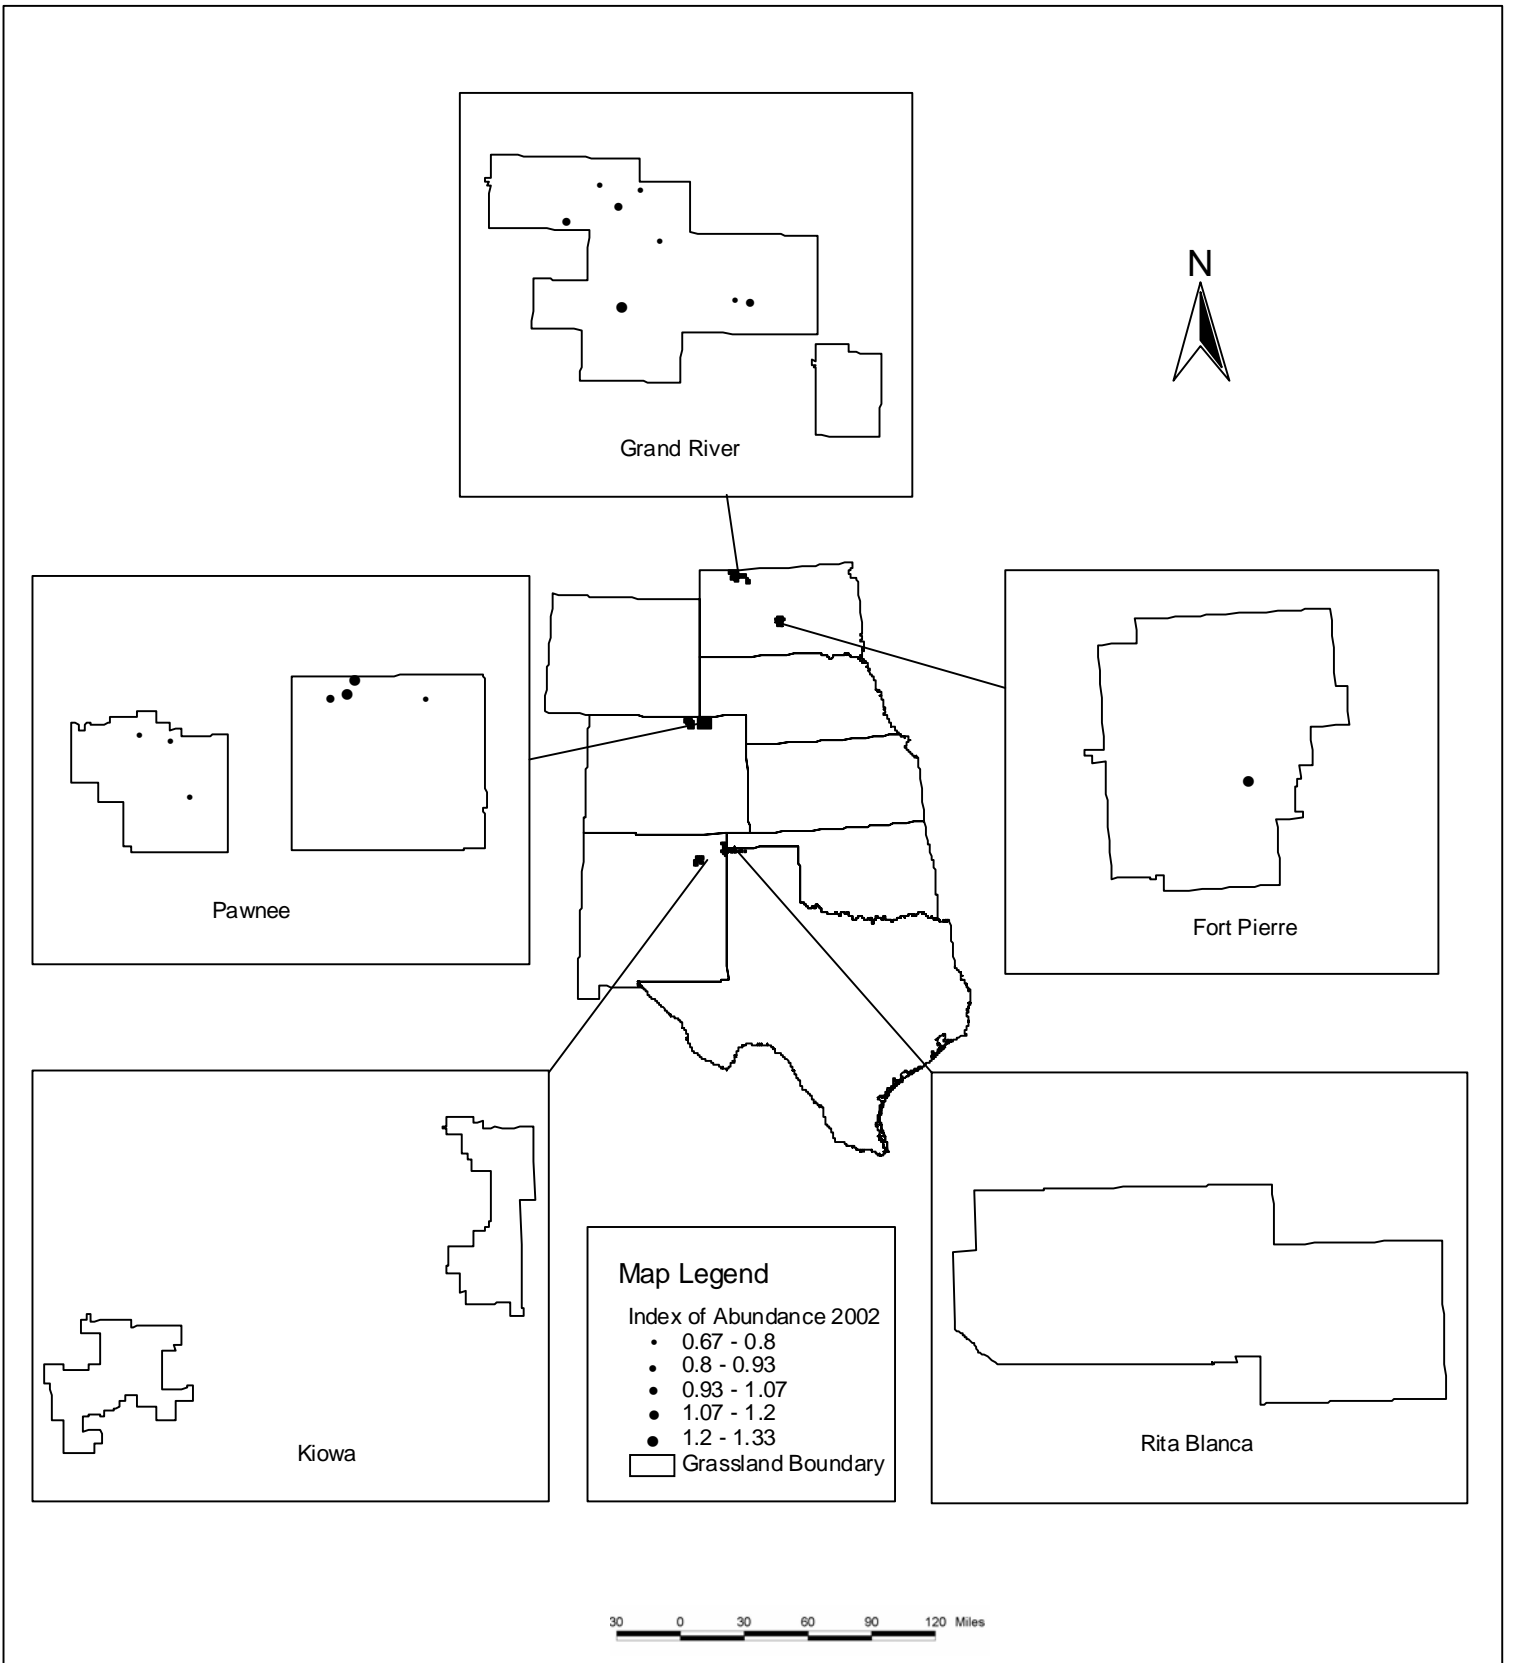 Grand River
N
Pawnee
Fort Pierre
Kiowa
Map Legend
Index of Abundance 2002
0.67 - 0.8
0.8 - 0.93
0.93 - 1.07
1.07 - 1.2
1.2 - 1.33
Grassland Boundary
Rita Blanca
30 0 30 60 90 120 Miles